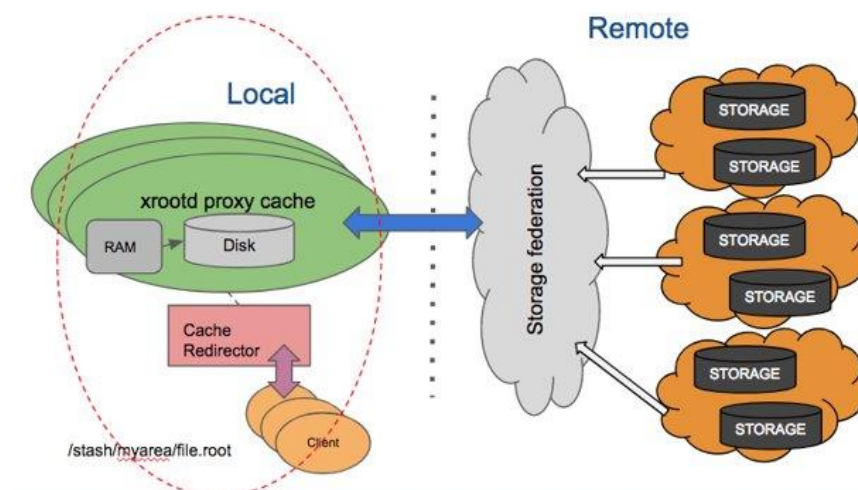 Remote
Local
STORAGE
STORAGE
xrootd proxy cache
RAM
Disk
Storage federation
STORAGE
STORAGE
Cache
Redirector
STORAGE
STORAGE
Client
/stash/myarea/file.root